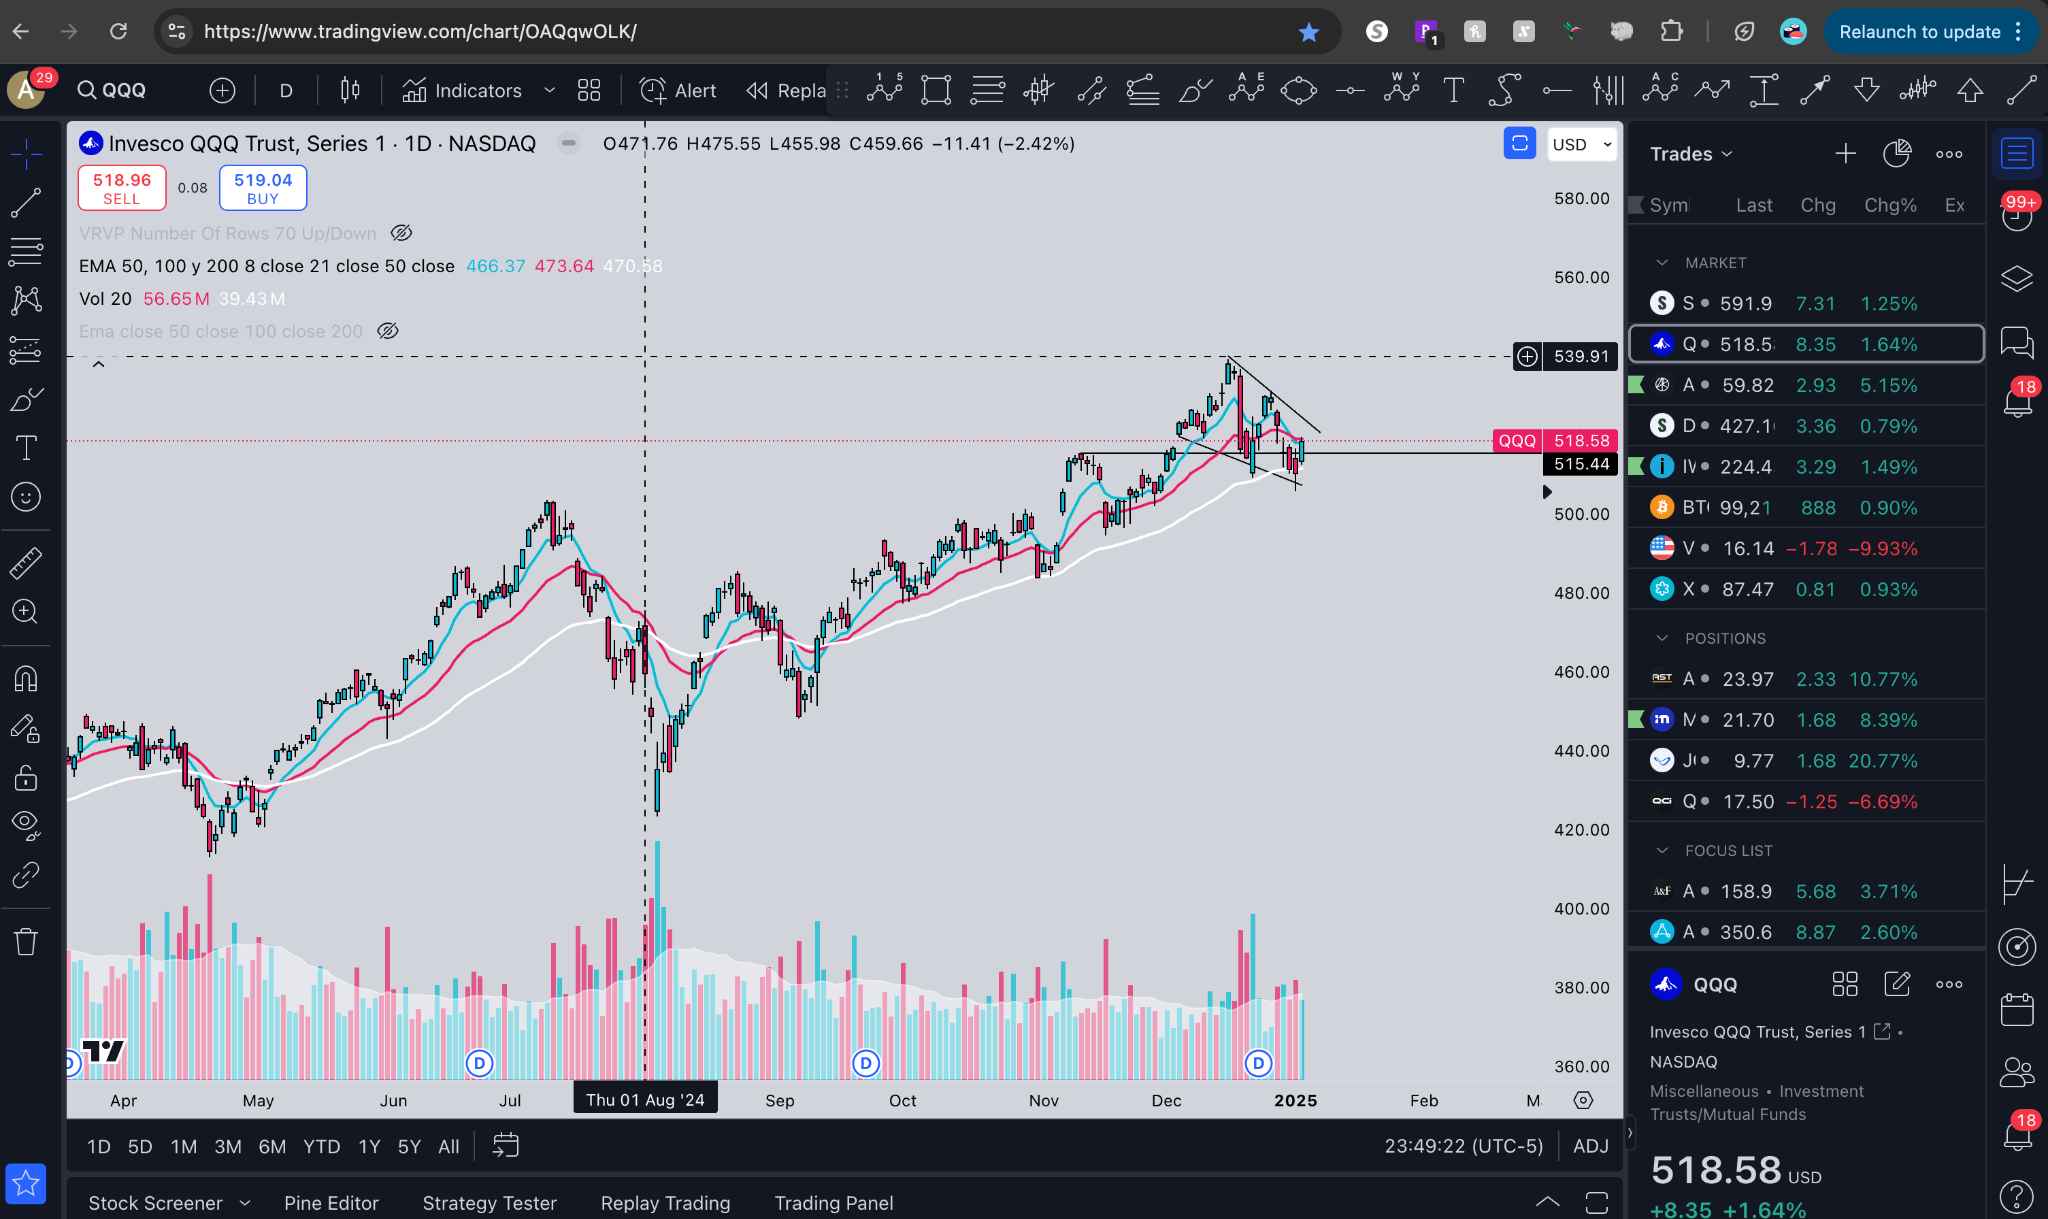 https://www.tradingview.com/chart/OAQqwOLK/
1
Relaunch to update
A 29
QQQ D Indicators Alert Repla
1 5 A E W Y T A C
Invesco QQQ Trust, Series 1 · 1D · NASDAQ O471.76 H475.55 L455.98 C459.66 −11.41 (−2.42%)
518.96 SELL
0.08
519.04 BUY
VRVP Number Of Rows 70 Up/Down
EMA 50, 100 y 200 8 close 21 close 50 close 466.37 473.64 470.58
Vol 20 56.65M 39.43M
Ema close 50 close 100 close 200
USD
580.00
560.00
539.91
QQQ 518.58
515.44
500.00
480.00
460.00
440.00
420.00
400.00
380.00
360.00
D D D D
Apr May Jun Jul Thu 01 Aug '24 Sep Oct Nov Dec 2025 Feb
1D 5D 1M 3M 6M YTD 1Y 5Y All
23:49:22 (UTC-5) ADJ
Stock Screener Pine Editor Strategy Tester Replay Trading Trading Panel
Trades
Sym Last Chg Chg% Ex
MARKET
S 591.9 7.31 1.25%
Q 518.5 8.35 1.64%
A 59.82 2.93 5.15%
D 427.1 3.36 0.79%
IV 224.4 3.29 1.49%
BT 99,21 888 0.90%
V 16.14 −1.78 −9.93%
X 87.47 0.81 0.93%
POSITIONS
A 23.97 2.33 10.77%
M 21.70 1.68 8.39%
J 9.77 1.68 20.77%
Q 17.50 −1.25 −6.69%
FOCUS LIST
A 158.9 5.68 3.71%
A 350.6 8.87 2.60%
QQQ
Invesco QQQ Trust, Series 1 •
NASDAQ
Miscellaneous • Investment
Trusts/Mutual Funds
518.58 USD
+8.35 +1.64%
99+
18
18